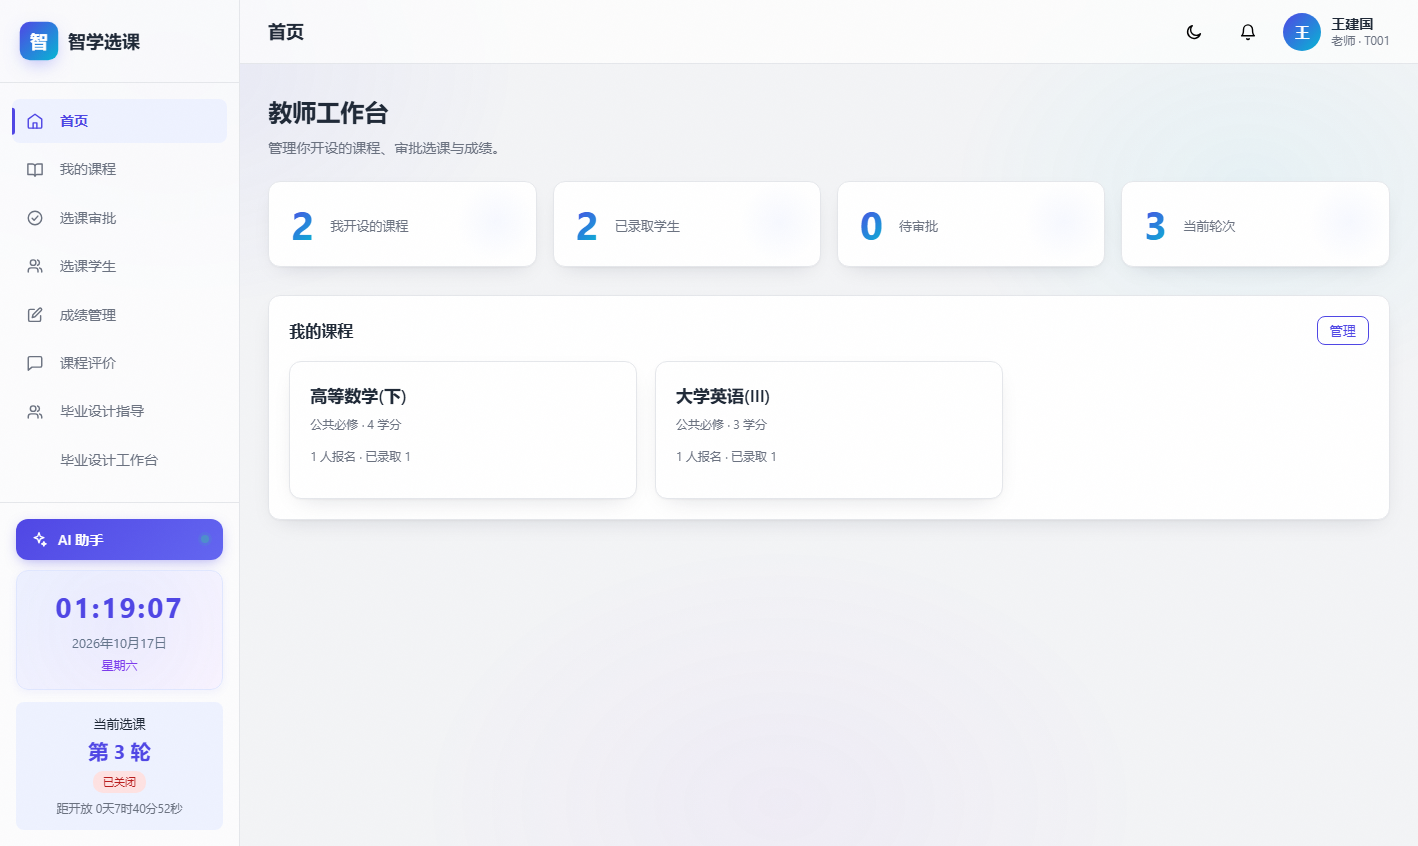 智 智学选课
首页
我的课程
选课审批
选课学生
成绩管理
课程评价
毕业设计指导
毕业设计工作台
AI 助手
01:19:07
2026年10月17日
星期六
当前选课
第 3 轮
已关闭
距开放 0天7时40分52秒
首页
王 王建国
老师 · T001
教师工作台
管理你开设的课程、审批选课与成绩。
2 我开设的课程
2 已录取学生
0 待审批
3 当前轮次
我的课程
管理
高等数学(下)
公共必修 · 4 学分
1 人报名 · 已录取 1
大学英语(III)
公共必修 · 3 学分
1 人报名 · 已录取 1